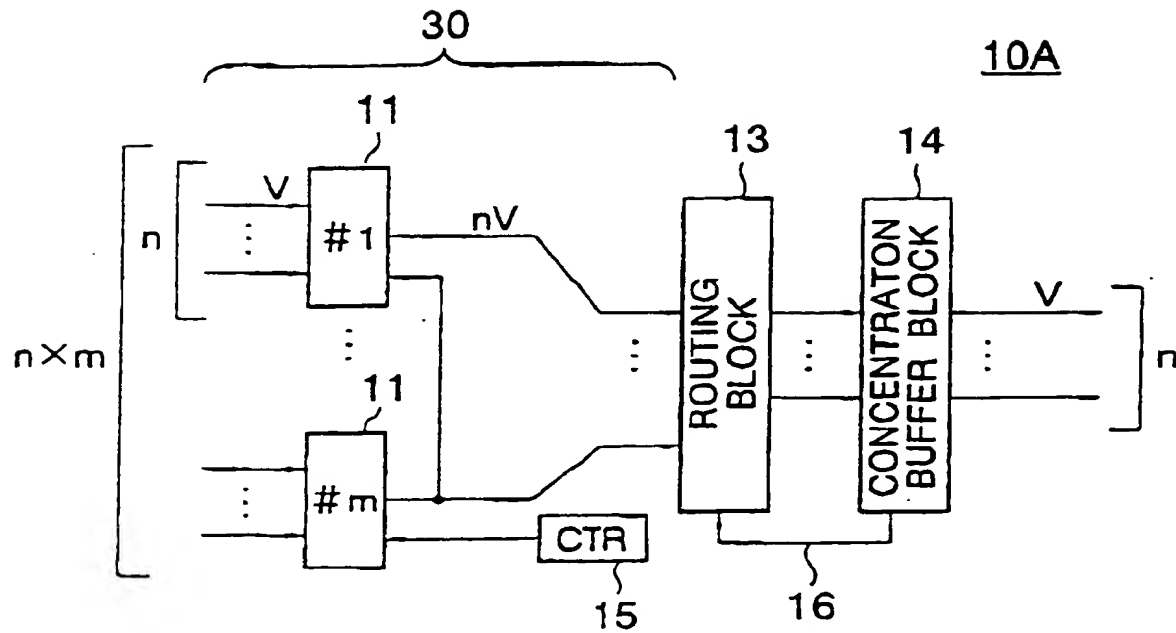 30
10A
11
13
14
V
nV
n
#1
n×m
11
#m
ROUTING
BLOCK
CONCENTRATON
BUFFER BLOCK
V
n
CTR
15
16